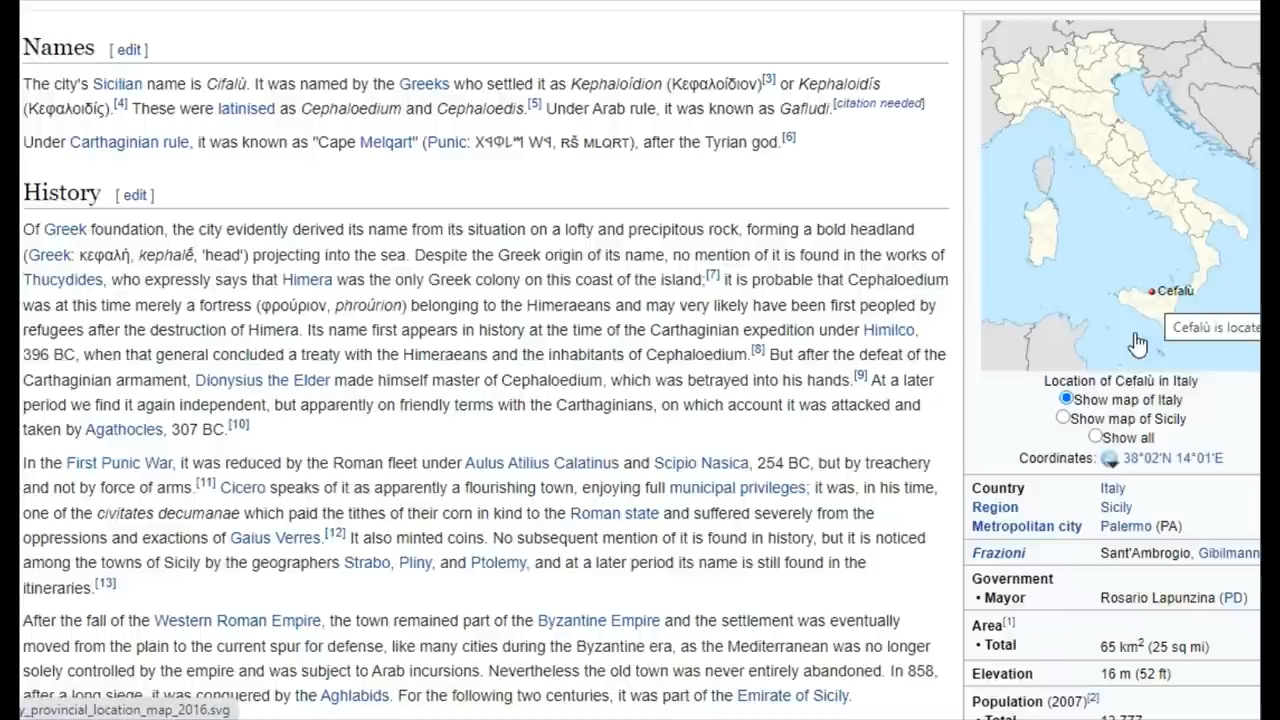 Names [ edit ]
The city's Sicilian name is Cifalù. It was named by the Greeks who settled it as Kephaloídion (Κεφαλοίδιον)[3] or Kephaloidís
(Κεφαλοιδίς).[4] These were latinised as Cephaloedium and Cephaloedis.[5] Under Arab rule, it was known as Gafludi.[citation needed]
Under Carthaginian rule, it was known as "Cape Melqart" (Punic: RŠ MLQRT), after the Tyrian god.[6]
History [ edit ]
Of Greek foundation, the city evidently derived its name from its situation on a lofty and precipitous rock, forming a bold headland
(Greek: κεφαλή, kephalḗ, 'head') projecting into the sea. Despite the Greek origin of its name, no mention of it is found in the works of
Thucydides, who expressly says that Himera was the only Greek colony on this coast of the island;[7] it is probable that Cephaloedium
was at this time merely a fortress (φρούριον, phroúrion) belonging to the Himeraeans and may very likely have been first peopled by
refugees after the destruction of Himera. Its name first appears in history at the time of the Carthaginian expedition under Himilco,
396 BC, when that general concluded a treaty with the Himeraeans and the inhabitants of Cephaloedium.[8] But after the defeat of the
Carthaginian armament, Dionysius the Elder made himself master of Cephaloedium, which was betrayed into his hands.[9] At a later
period we find it again independent, but apparently on friendly terms with the Carthaginians, on which account it was attacked and
taken by Agathocles, 307 BC.[10]
In the First Punic War, it was reduced by the Roman fleet under Aulus Atilius Calatinus and Scipio Nasica, 254 BC, but by treachery
and not by force of arms.[11] Cicero speaks of it as apparently a flourishing town, enjoying full municipal privileges; it was, in his time,
one of the civitates decumanae which paid the tithes of their corn in kind to the Roman state and suffered severely from the
oppressions and exactions of Gaius Verres.[12] It also minted coins. No subsequent mention of it is found in history, but it is noticed
among the towns of Sicily by the geographers Strabo, Pliny, and Ptolemy, and at a later period its name is still found in the
itineraries.[13]
After the fall of the Western Roman Empire, the town remained part of the Byzantine Empire and the settlement was eventually
moved from the plain to the current spur for defense, like many cities during the Byzantine era, as the Mediterranean was no longer
solely controlled by the empire and was subject to Arab incursions. Nevertheless the old town was never entirely abandoned. In 858,
after a long siege, it was conquered by the Aghlabids. For the following two centuries, it was part of the Emirate of Sicily.
y_provincial_location_map_2016.svg
Cefalù
Cefalù is locate
Location of Cefalù in Italy
Show map of Italy
Show map of Sicily
Show all
Coordinates: 38°02′N 14°01′E
Country Italy
Region Sicily
Metropolitan city Palermo (PA)
Frazioni Sant'Ambrogio, Gibilmann
Government
• Mayor Rosario Lapunzina (PD)
Area[1]
• Total 65 km2 (25 sq mi)
Elevation 16 m (52 ft)
Population (2007)[2]
• Total 13,777